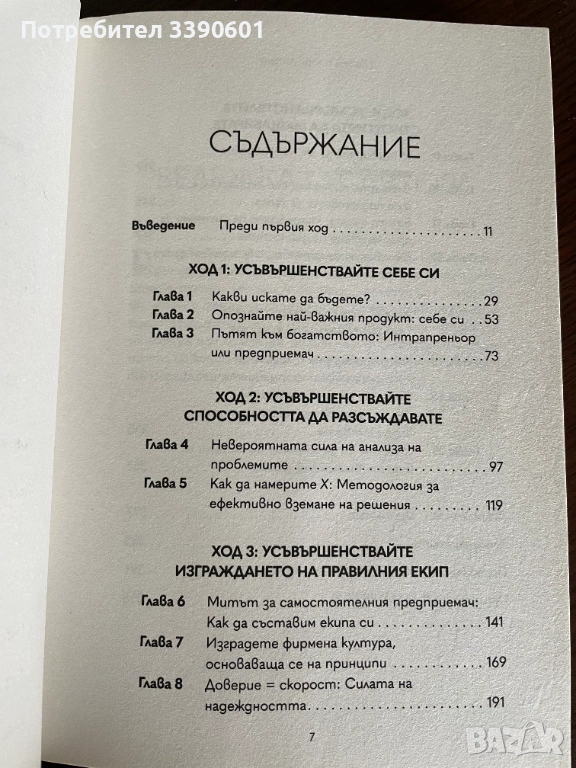 Потребител 3390601
СЪДЪРЖАНИЕ
Въведение Преди първия ход . . . . . . . . . . . . . . . . . . . . . 11
ХОД 1: УСЪВЪРШЕНСТВАЙТЕ СЕБЕ СИ
Глава 1 Какви искате да бъдете? . . . . . . . . . . . . . . . 29
Глава 2 Опознайте най-важния продукт: себе си . . 53
Глава 3 Пътят към богатството: Интрапреньор
или предприемач . . . . . . . . . . . . . . . . . . . . . . 73
ХОД 2: УСЪВЪРШЕНСТВАЙТЕ
СПОСОБНОСТТА ДА РАЗСЪЖДАВАТЕ
Глава 4 Невероятната сила на анализа на
проблемите . . . . . . . . . . . . . . . . . . . . . . . . . 97
Глава 5 Как да намерите X: Методология за
ефективно вземане на решения . . . . . . . . . 119
ХОД 3: УСЪВЪРШЕНСТВАЙТЕ
ИЗГРАЖДАНЕТО НА ПРАВИЛНИЯ ЕКИП
Глава 6 Митът за самостоятелния предприемач:
Как да съставим екипа си . . . . . . . . . . . . . 141
Глава 7 Изградете фирмена култура,
основаваща се на принципи . . . . . . . . . . . . 169
Глава 8 Доверие = скорост: Силата на
надеждността . . . . . . . . . . . . . . . . . . . . . . . 191
7
BAZAR.BG